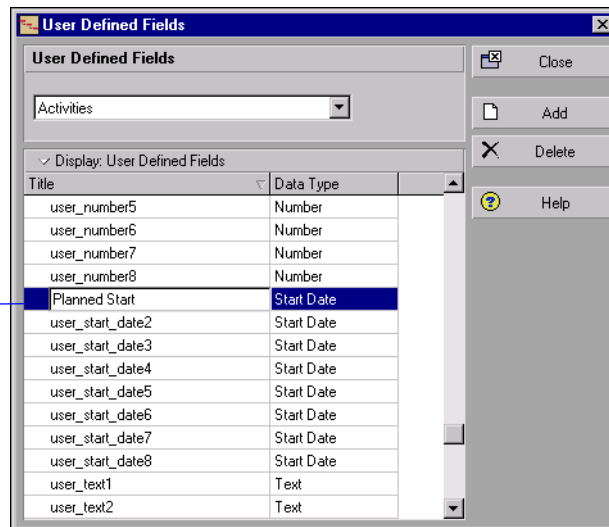 User Defined Fields
User Defined Fields
Close
Activities
Add
Delete
Display: User Defined Fields
Title Data Type
Help
user_number5 Number
user_number6 Number
user_number7 Number
user_number8 Number
Planned Start Start Date
user_start_date2 Start Date
user_start_date3 Start Date
user_start_date4 Start Date
user_start_date5 Start Date
user_start_date6 Start Date
user_start_date7 Start Date
user_start_date8 Start Date
user_text1 Text
user_text2 Text